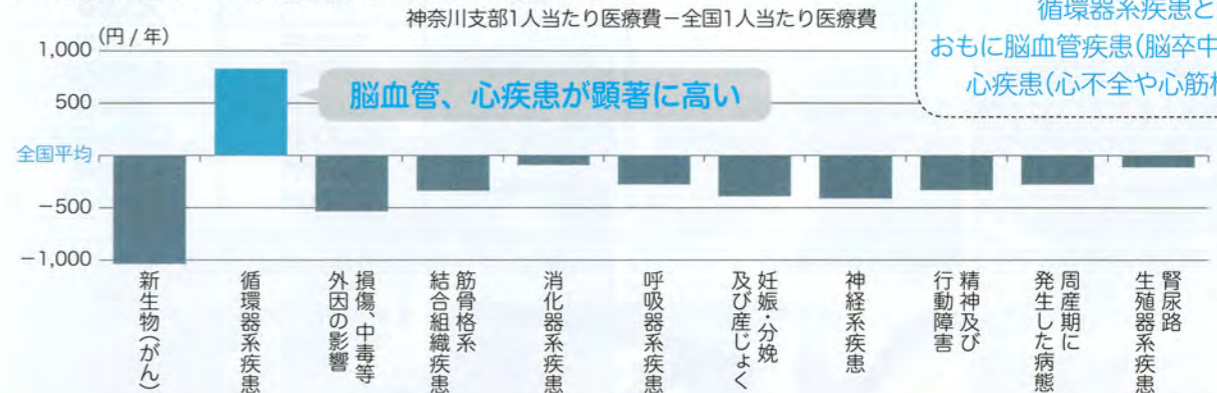 神奈川支部1人当たり医療費－全国1人当たり医療費
(円 / 年)
1,000
500
全国平均
−500
−1,000
脳血管、心疾患が顕著に高い
循環器系疾患と
おもに脳血管疾患(脳卒中
心疾患(心不全や心筋
新生物(がん)
循環器系疾患
損傷、中毒等
外因の影響
筋骨格系
結合組織疾患
消化器系疾患
呼吸器系疾患
妊娠・分娩
及び産じょく
神経系疾患
精神及び
行動障害
周産期に
発生した病態
腎尿路
生殖器系疾患